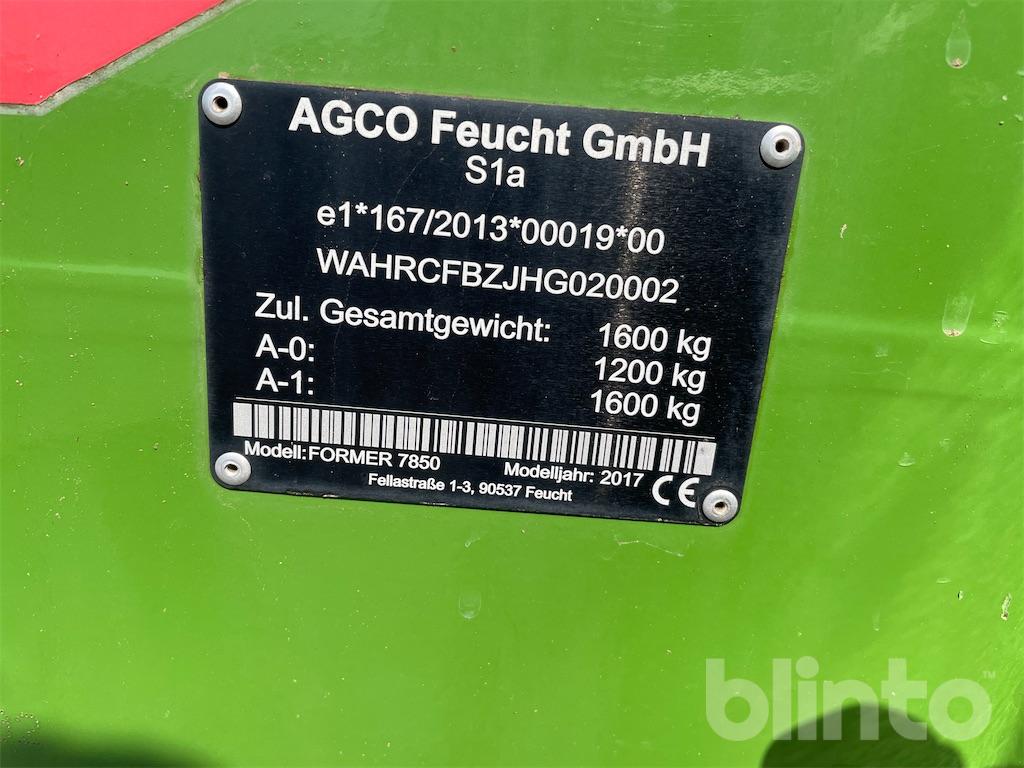 AGCO Feucht GmbH
S1a
e1*167/2013*00019*00
WAHRCFBZJHG020002
Zul. Gesamtgewicht: 1600 kg
A-0: 1200 kg
A-1: 1600 kg
Modell: FORMER 7850 Modelljahr: 2017
Fellastraße 1-3, 90537 Feucht CE
blinto™